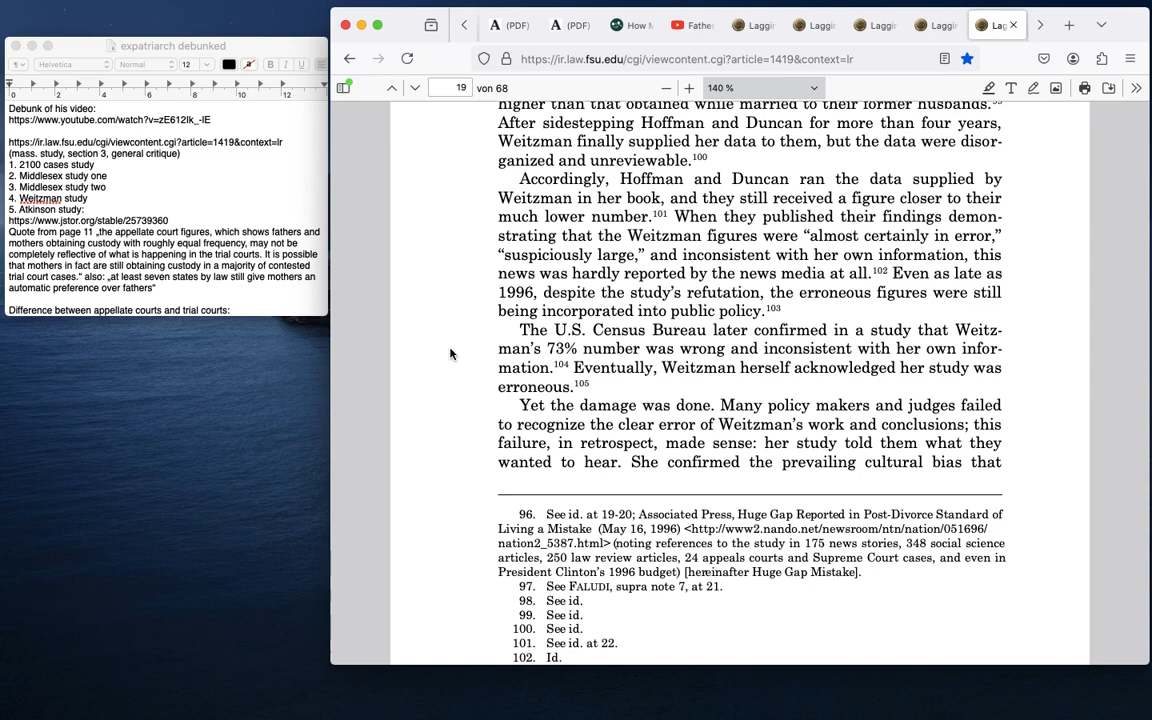 expatriarch debunked
Helvetica
Normal
12
B
I
U
0
2
4
6
8
10
12
Debunk of his video:
https://www.youtube.com/watch?v=zE612Ik_-lE
https://ir.law.fsu.edu/cgi/viewcontent.cgi?article=1419&context=lr
(mass. study, section 3, general critique)
1. 2100 cases study
2. Middlesex study one
3. Middlesex study two
4. Weitzman study
5. Atkinson study:
https://www.jstor.org/stable/25739360
Quote from page 11 „the appellate court figures, which shows fathers and
mothers obtaining custody with roughly equal frequency, may not be
completely reflective of what is happening in the trial courts. It is possible
that mothers in fact are still obtaining custody in a majority of contested
trial court cases.“ also: „at least seven states by law still give mothers an
automatic preference over fathers"
Difference between appellate courts and trial courts:
(PDF)
(PDF)
How M
Father
Laggir
Laggir
Laggir
Laggir
Lag
https://ir.law.fsu.edu/cgi/viewcontent.cgi?article=1419&context=lr
19
von 68
140 %
higher than that obtained while married to their former husbands.⁹⁹
After sidestepping Hoffman and Duncan for more than four years,
Weitzman finally supplied her data to them, but the data were disor-
ganized and unreviewable.¹⁰⁰
Accordingly, Hoffman and Duncan ran the data supplied by
Weitzman in her book, and they still received a figure closer to their
much lower number.¹⁰¹ When they published their findings demon-
strating that the Weitzman figures were “almost certainly in error,”
“suspiciously large,” and inconsistent with her own information, this
news was hardly reported by the news media at all.¹⁰² Even as late as
1996, despite the study’s refutation, the erroneous figures were still
being incorporated into public policy.¹⁰³
The U.S. Census Bureau later confirmed in a study that Weitz-
man’s 73% number was wrong and inconsistent with her own infor-
mation.¹⁰⁴ Eventually, Weitzman herself acknowledged her study was
erroneous.¹⁰⁵
Yet the damage was done. Many policy makers and judges failed
to recognize the clear error of Weitzman’s work and conclusions; this
failure, in retrospect, made sense: her study told them what they
wanted to hear. She confirmed the prevailing cultural bias that
96. See id. at 19-20; Associated Press, Huge Gap Reported in Post-Divorce Standard of
Living a Mistake (May 16, 1996) <http://www2.nando.net/newsroom/ntn/nation/051696/
nation2_5387.html> (noting references to the study in 175 news stories, 348 social science
articles, 250 law review articles, 24 appeals courts and Supreme Court cases, and even in
President Clinton’s 1996 budget) [hereinafter Huge Gap Mistake].
97. See FALUDI, supra note 7, at 21.
98. See id.
99. See id.
100. See id.
101. See id. at 22.
102. Id.